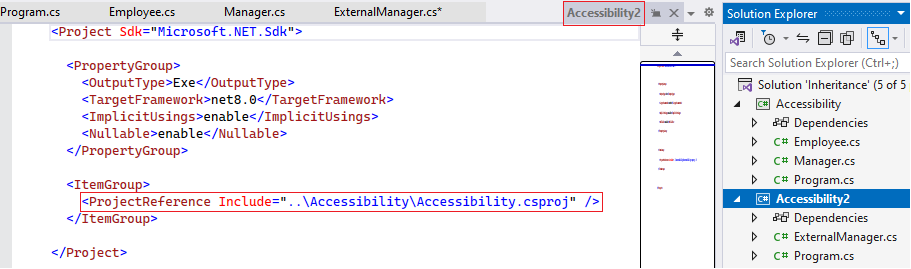 Program.cs Employee.cs Manager.cs ExternalManager.cs* Accessibility2
<Project Sdk="Microsoft.NET.Sdk">
<PropertyGroup>
<OutputType>Exe</OutputType>
<TargetFramework>net8.0</TargetFramework>
<ImplicitUsings>enable</ImplicitUsings>
<Nullable>enable</Nullable>
</PropertyGroup>
<ItemGroup>
<ProjectReference Include="..\Accessibility\Accessibility.csproj" />
</ItemGroup>
</Project>
Solution Explorer
Search Solution Explorer (Ctrl+;)
Solution 'Inheritance' (5 of 5
C# Accessibility
Dependencies
C# Employee.cs
C# Manager.cs
C# Program.cs
C# Accessibility2
Dependencies
C# ExternalManager.cs
C# Program.cs